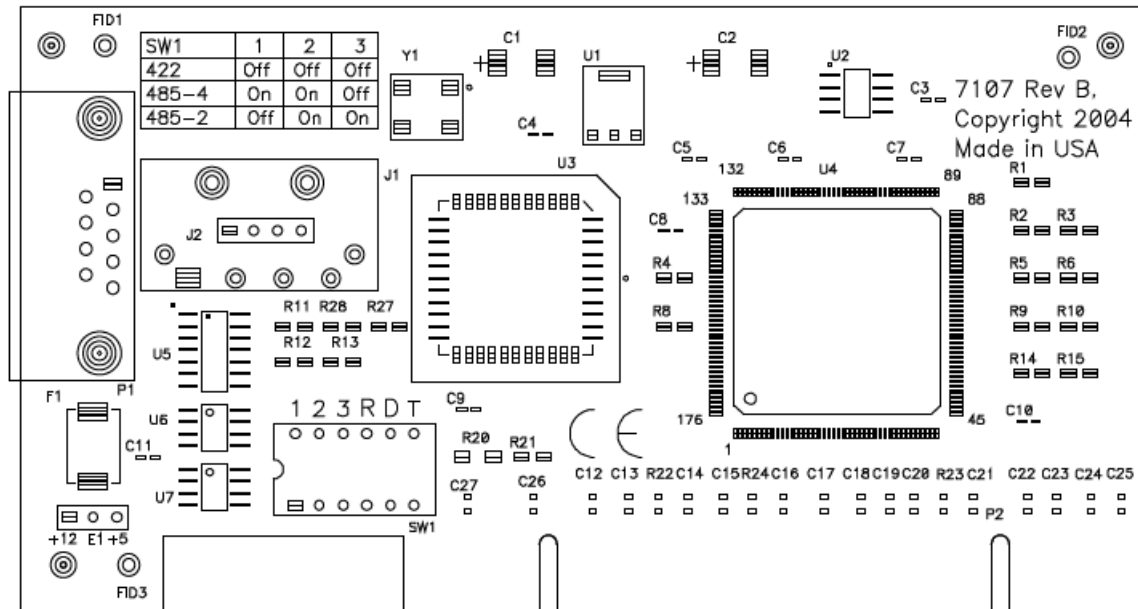 FID1
FID2
SW1 1 2 3
422 Off Off Off
485-4 On On Off
485-2 Off On On
Y1
C1
U1
C2
U2
C3
C4
7107 Rev B,
Copyright 2004
Made in USA
C5
C6
C7
132
U4
89
R1
J1
U3
133
88
J2
C8
R2 R3
R4
R5 R6
R11 R28 R27
R8
R9 R10
R12 R13
U5
R14 R15
F1
P1
1 2 3 R D T
C9
176
45
C10
U6
C11
1
R20 R21
U7
C27
C26
C12 C13 R22 C14 C15 R24 C16 C17 C18 C19 C20 R23 C21 C22 C23 C24 C25
SW1
P2
+12 E1 +5
FID3